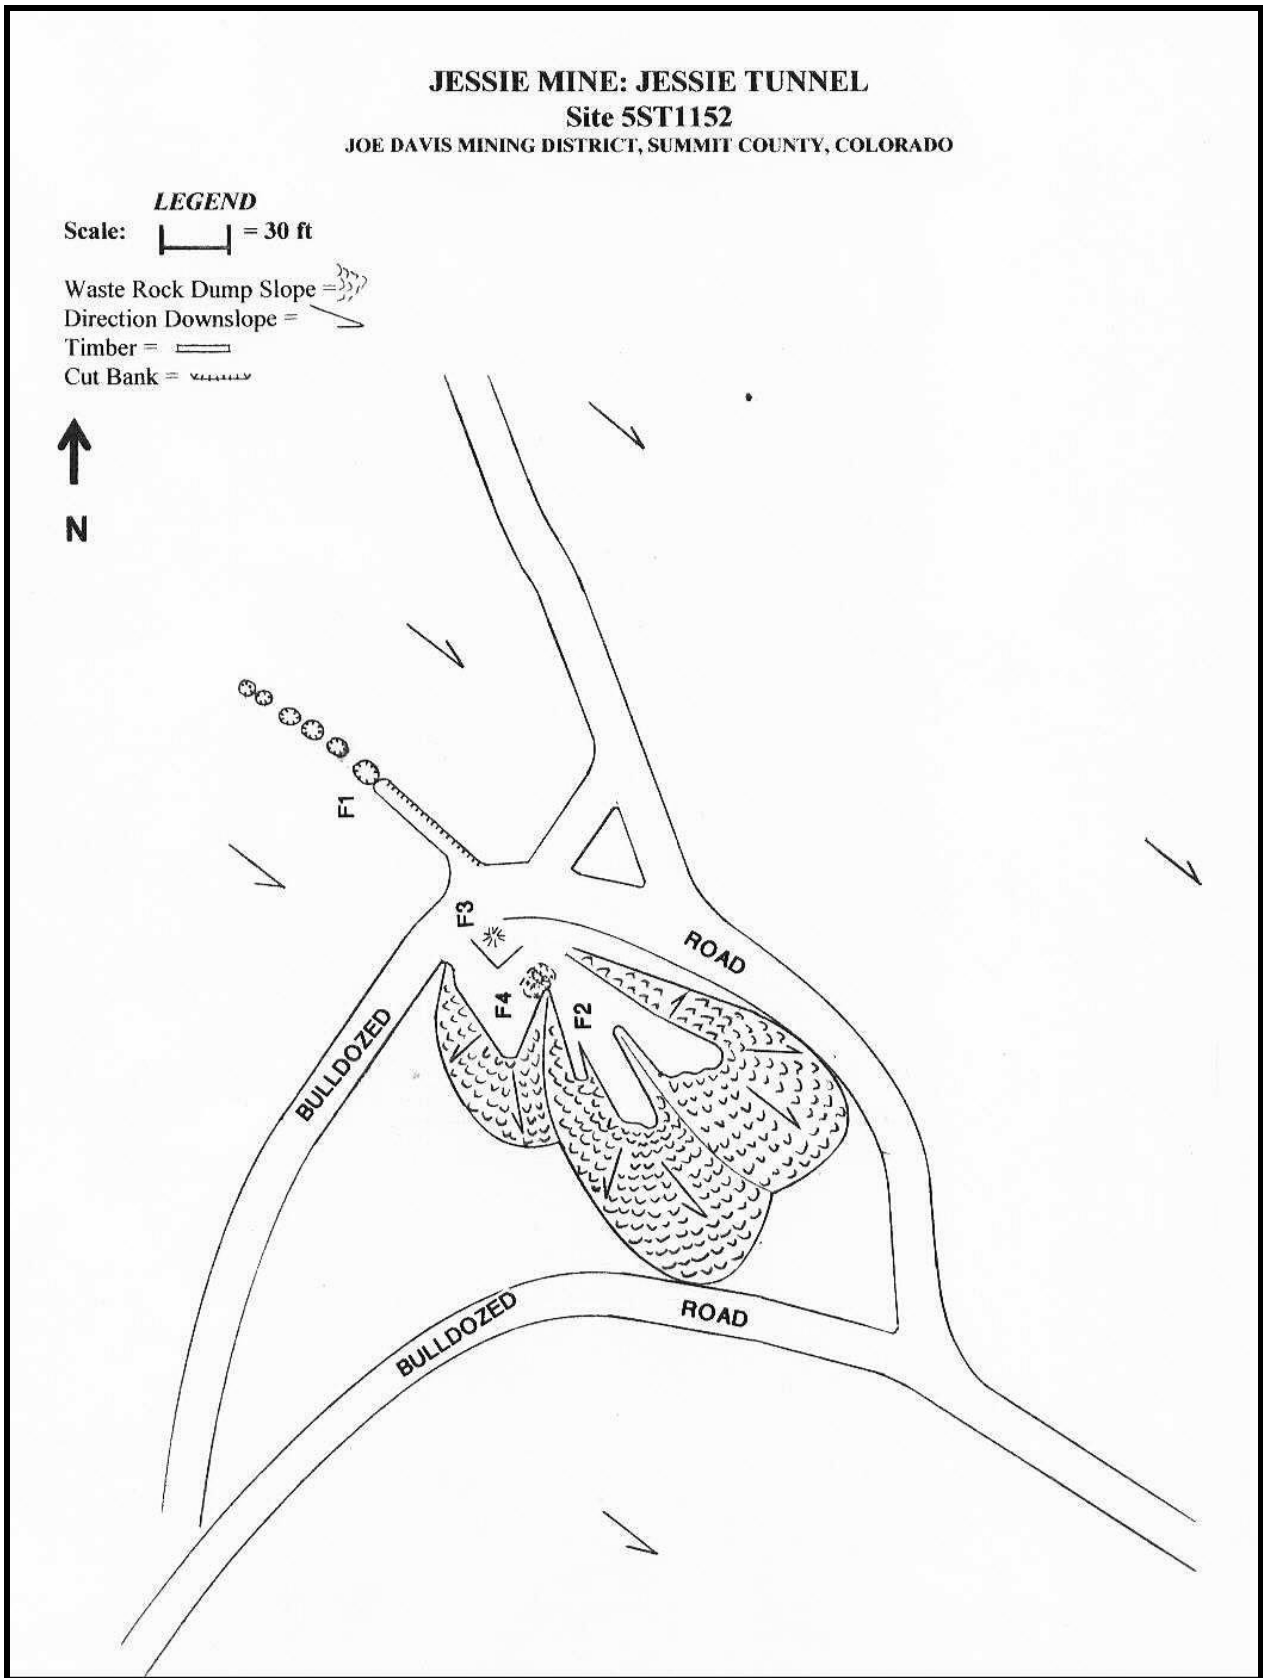 JESSIE MINE: JESSIE TUNNEL
Site 5ST1152
JOE DAVIS MINING DISTRICT, SUMMIT COUNTY, COLORADO
LEGEND
Scale: = 30 ft
Waste Rock Dump Slope =
Direction Downslope =
Timber =
Cut Bank =
N
F1
F3
ROAD
F4
F2
BULLDOZED
BULLDOZED
ROAD